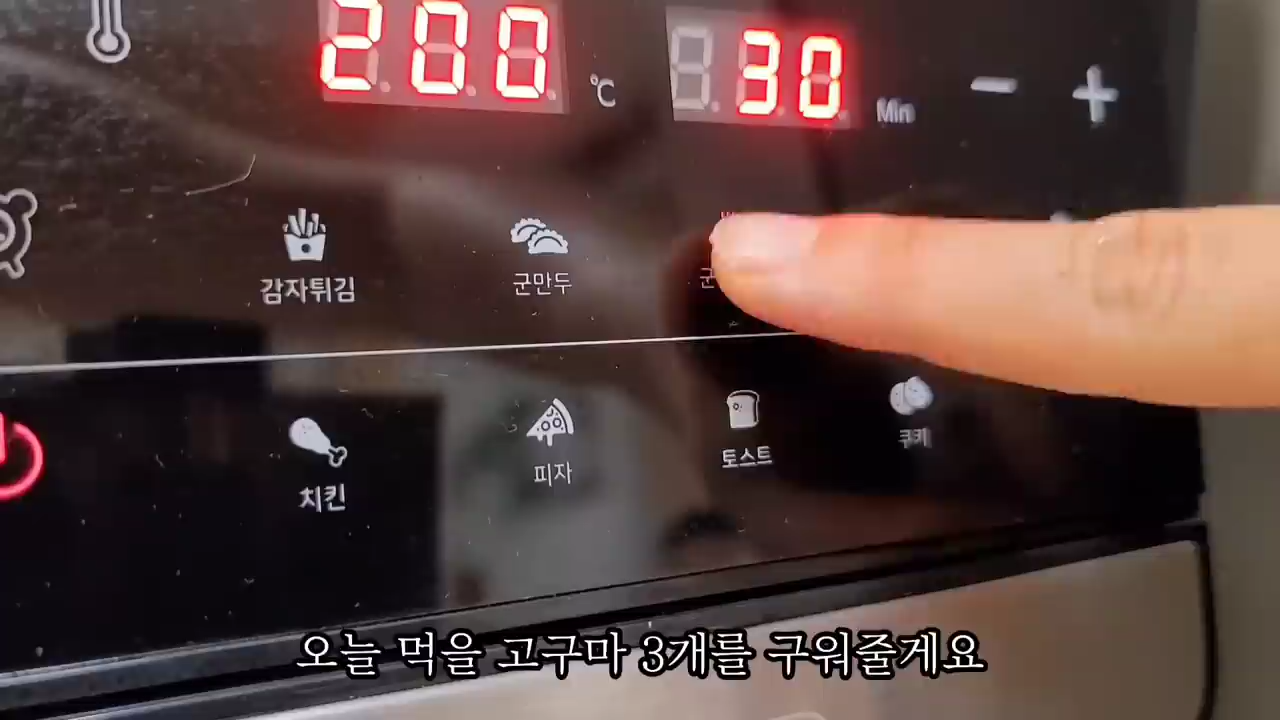 200 ℃ 30 Min − +
감자튀김 군만두 군
치킨 피자 토스트 쿠키
오늘 먹을 고구마 3개를 구워줄게요